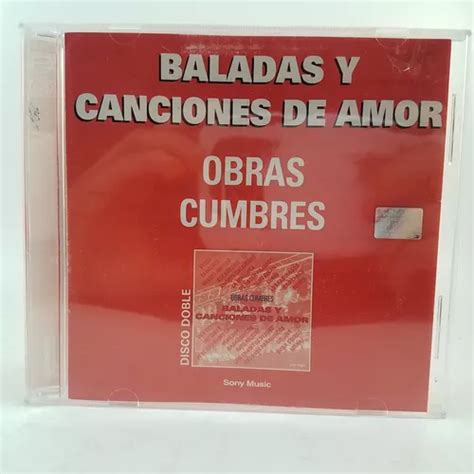 BALADAS Y
CANCIONES DE AMOR
OBRAS
CUMBRES
DISCO DOBLE
OBRAS CUMBRES
BALADAS Y
CANCIONES DE AMOR
Sony Music